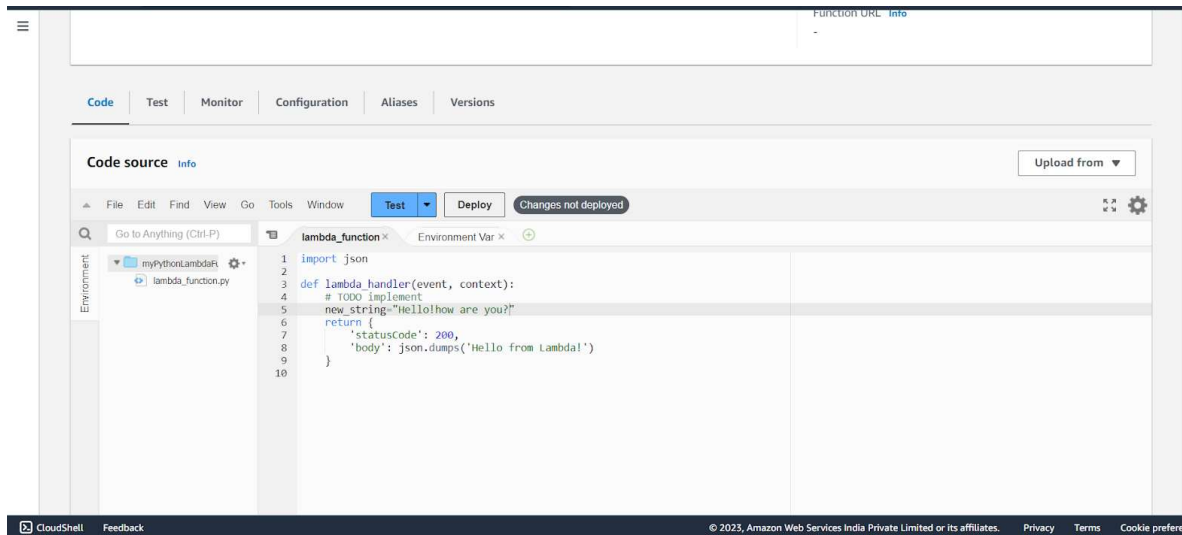 Function URL Info
-
Code Test Monitor Configuration Aliases Versions
Code source Info
Upload from
File Edit Find View Go Tools Window Test Deploy Changes not deployed
Go to Anything (Ctrl-P)
lambda_function × Environment Var ×
Environment
myPythonLambdaFu
lambda_function.py
1 import json
2
3 def lambda_handler(event, context):
4 # TODO implement
5 new_string="Hello!how are you?"
6 return {
7 'statusCode': 200,
8 'body': json.dumps('Hello from Lambda!')
9 }
10
CloudShell Feedback © 2023, Amazon Web Services India Private Limited or its affiliates. Privacy Terms Cookie prefere